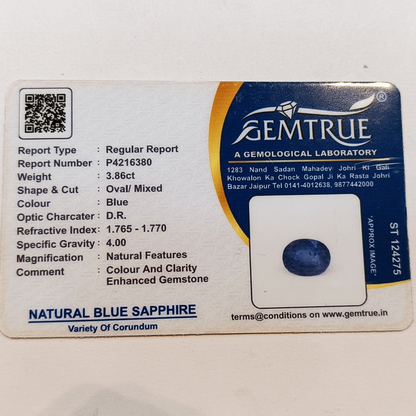 Report Type : Regular Report
Report Number : P4216380
Weight : 3.86ct
Shape & Cut : Oval/ Mixed
Colour : Blue
Optic Charcater : D.R.
Refractive Index : 1.765 - 1.770
Specific Gravity : 4.00
Magnification : Natural Features
Comment : Colour And Clarity
Enhanced Gemstone
NATURAL BLUE SAPPHIRE
Variety Of Corundum
GEMTRUE
A GEMOLOGICAL LABORATORY
1283 Nand Sadan Mahadev Johri Ki Gali
Khowalon Ka Chock Gopal Ji Ka Rasta Johri
Bazar Jaipur Tel 0141-4012638, 9877442000
*APPROX IMAGE*
ST 124275
terms@conditions on www.gemtrue.in